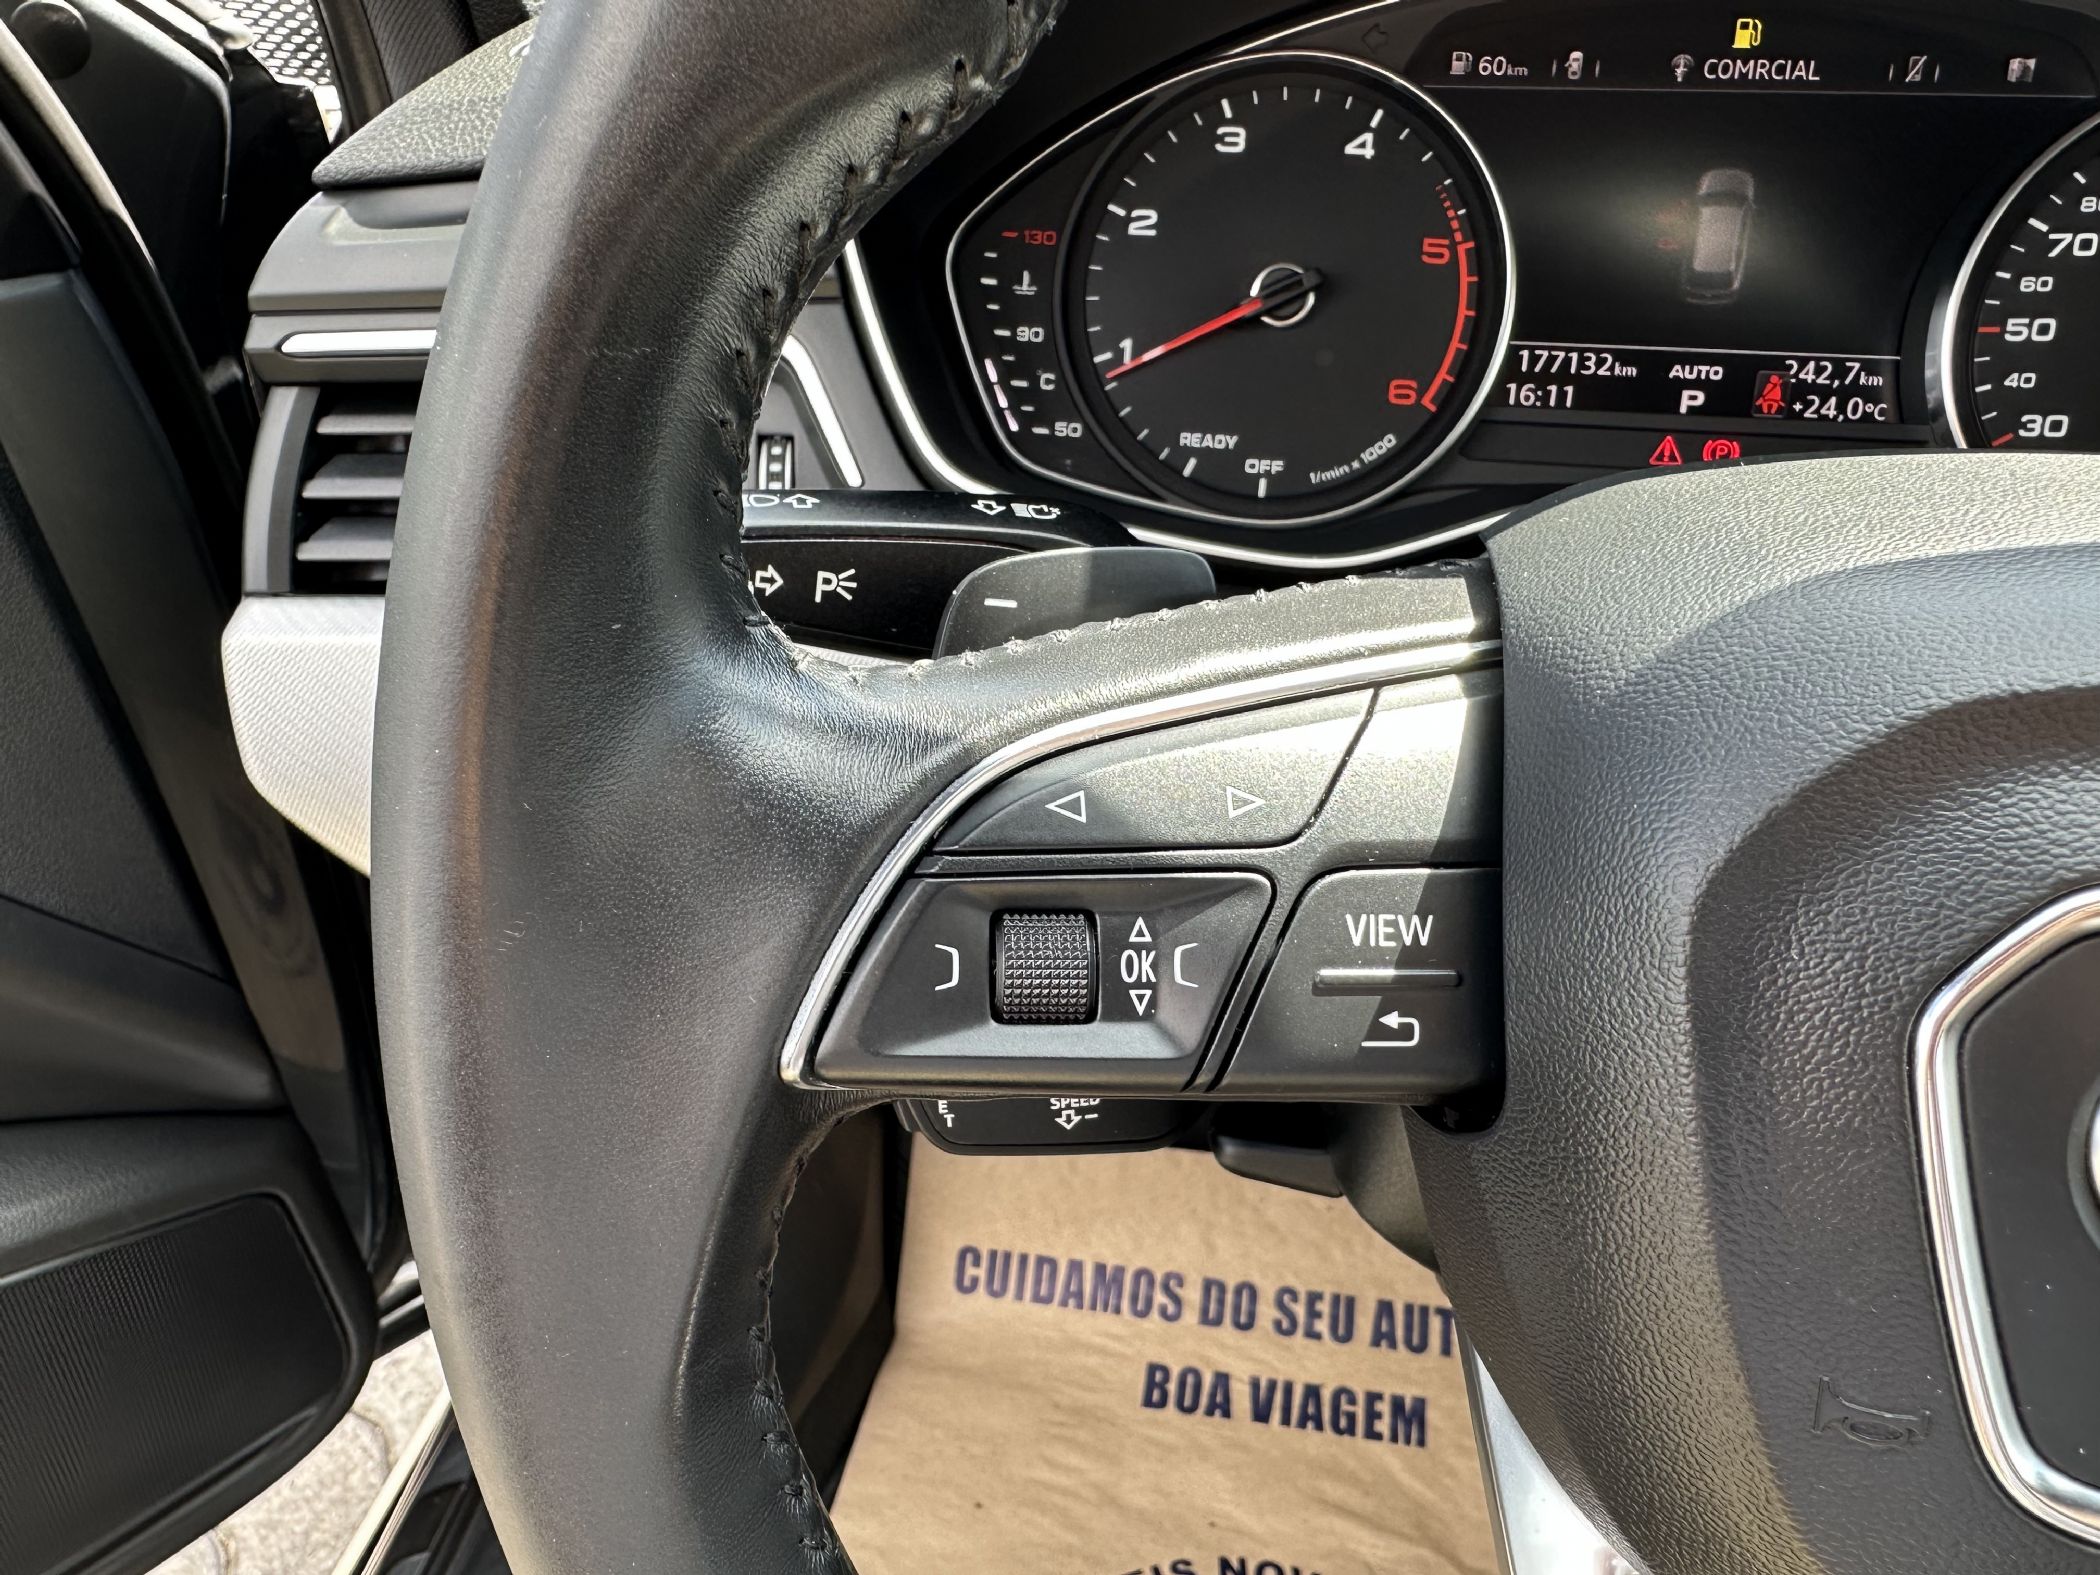 60km
COMRCIAL
3
4
2
5
1
6
READY
OFF
1/min x 1000
130
90
°C
50
177132km
AUTO
242,7km
16:11
P
+24,0°C
P
80
70
60
50
40
30
P
−
VIEW
OK
E
T
SPEED
−
CUIDAMOS DO SEU AUT
BOA VIAGEM